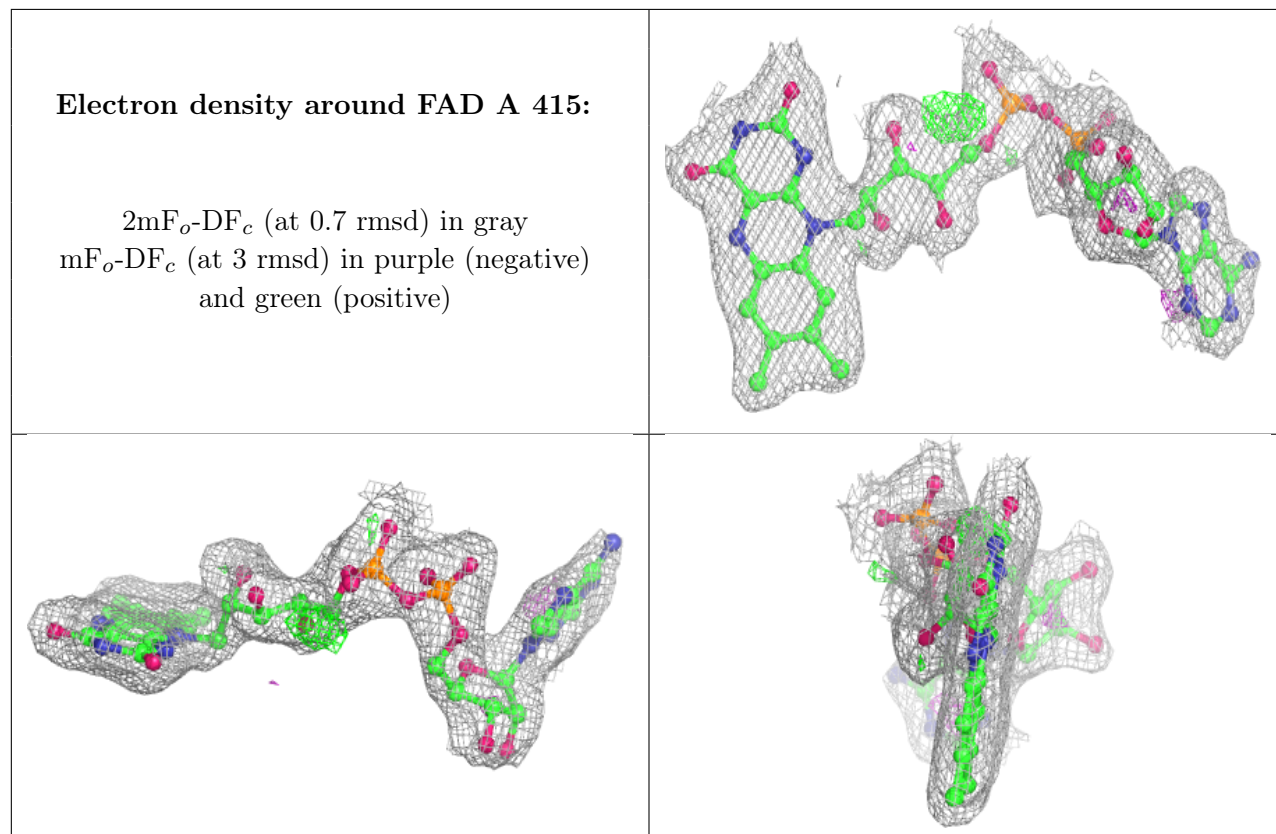 Electron density around FAD A 415:
2mFₒ-DF𝒸 (at 0.7 rmsd) in gray
mFₒ-DF𝒸 (at 3 rmsd) in purple (negative)
and green (positive)